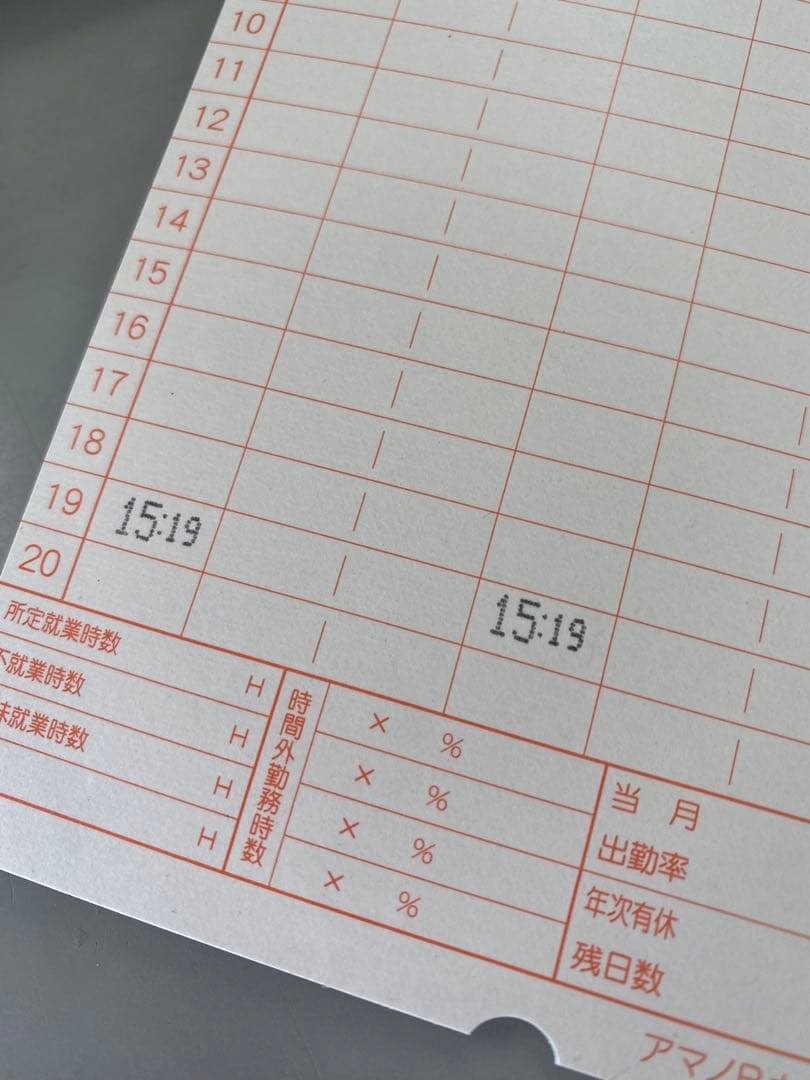 10
11
12
13
14
15
16
17
18
19 15:19 15:19
20
所定就業時数 H
不就業時数 H
就業時数 H
H
時間外勤務時数
× %
× %
× %
× %
当月
出勤率
年次有休
残日数
アマノ